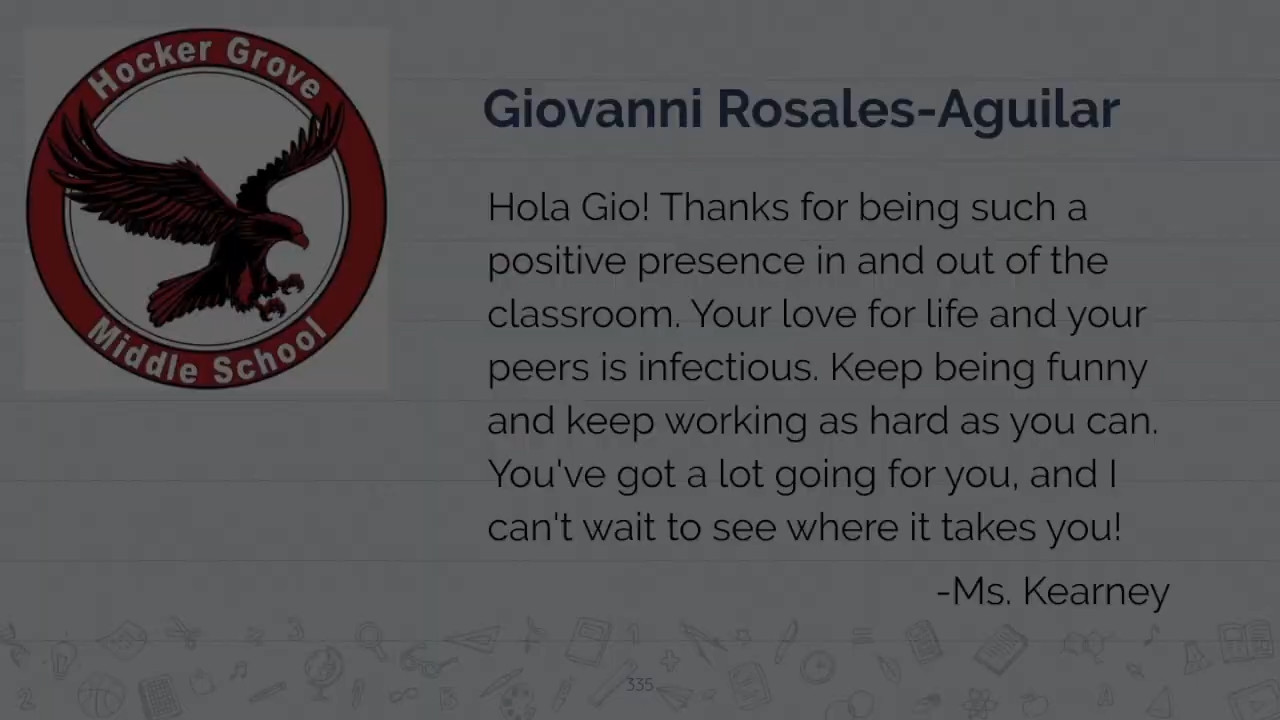 Hocker Grove
Middle School
Giovanni Rosales-Aguilar
Hola Gio! Thanks for being such a
positive presence in and out of the
classroom. Your love for life and your
peers is infectious. Keep being funny
and keep working as hard as you can.
You've got a lot going for you, and I
can't wait to see where it takes you!
-Ms. Kearney
335